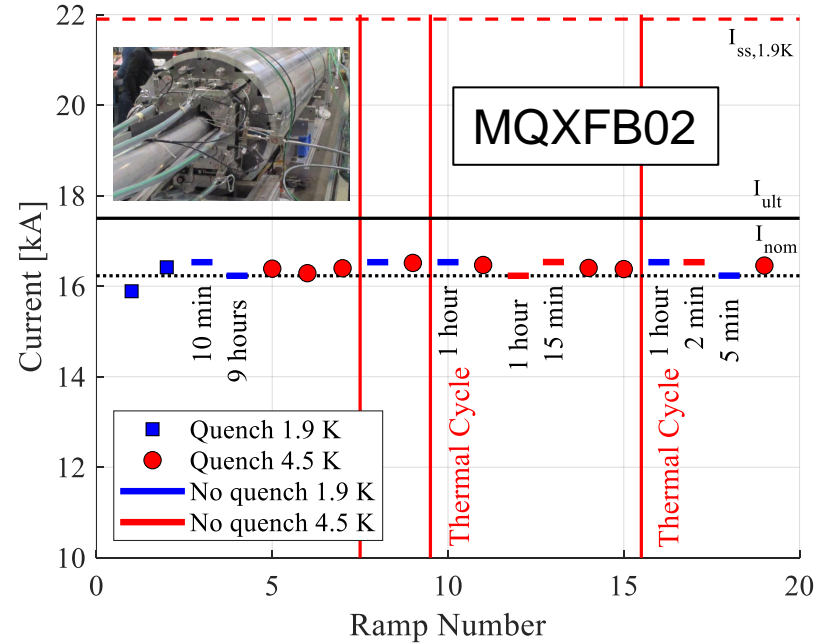 22
20
18
16
14
12
10
Current [kA]
I_ss,1.9K
MQXFB02
I_ult
I_nom
10 min
9 hours
1 hour
1 hour
15 min
1 hour
2 min
5 min
Thermal Cycle
Thermal Cycle
Quench 1.9 K
Quench 4.5 K
No quench 1.9 K
No quench 4.5 K
0 5 10 15 20
Ramp Number